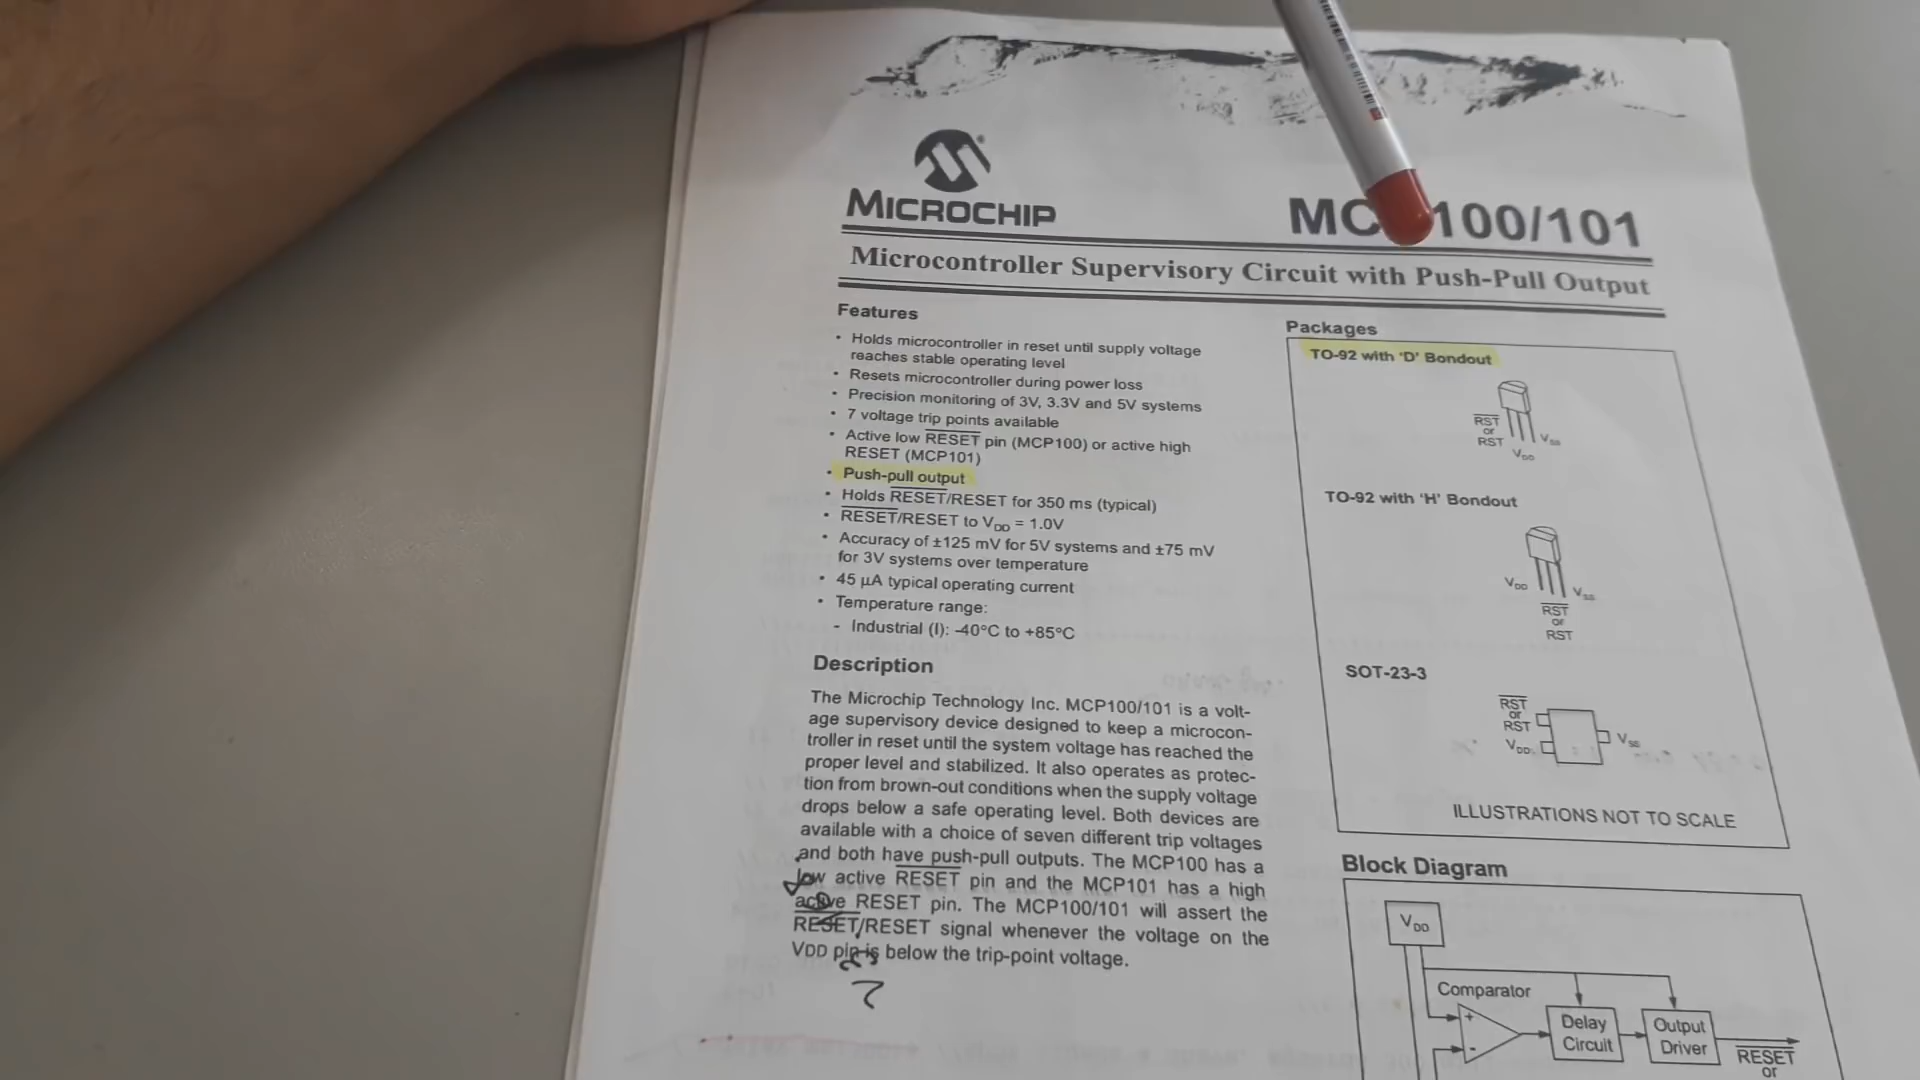 MICROCHIP
MC 100/101
Microcontroller Supervisory Circuit with Push-Pull Output
Features
• Holds microcontroller in reset until supply voltage
reaches stable operating level
• Resets microcontroller during power loss
• Precision monitoring of 3V, 3.3V and 5V systems
• 7 voltage trip points available
• Active low RESET pin (MCP100) or active high
RESET (MCP101)
• Push-pull output
• Holds RESET/RESET for 350 ms (typical)
• RESET/RESET to VDD = 1.0V
• Accuracy of ±125 mV for 5V systems and ±75 mV
for 3V systems over temperature
• 45 µA typical operating current
• Temperature range:
- Industrial (I): -40°C to +85°C
Description
The Microchip Technology Inc. MCP100/101 is a volt-
age supervisory device designed to keep a microcon-
troller in reset until the system voltage has reached the
proper level and stabilized. It also operates as protec-
tion from brown-out conditions when the supply voltage
drops below a safe operating level. Both devices are
available with a choice of seven different trip voltages
and both have push-pull outputs. The MCP100 has a
low active RESET pin and the MCP101 has a high
active RESET pin. The MCP100/101 will assert the
RESET/RESET signal whenever the voltage on the
VDD pin is below the trip-point voltage.
Packages
TO-92 with 'D' Bondout
RST
or
RST
VSS
VDD
TO-92 with 'H' Bondout
VDD
VSS
RST
or
RST
SOT-23-3
RST
or
RST
VDD
VSS
ILLUSTRATIONS NOT TO SCALE
Block Diagram
VDD
Comparator
+
-
Delay
Circuit
Output
Driver
RESET
or